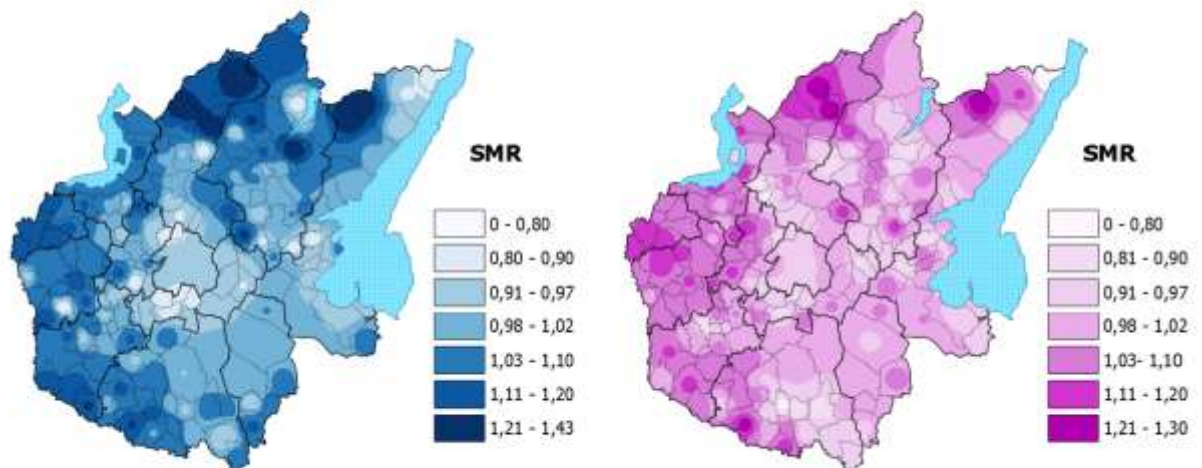 SMR
0 - 0,80
0,80 - 0,90
0,91 - 0,97
0,98 - 1,02
1,03 - 1,10
1,11 - 1,20
1,21 - 1,43
SMR
0 - 0,80
0,81 - 0,90
0,91 - 0,97
0,98 - 1,02
1,03- 1,10
1,11 - 1,20
1,21 - 1,30